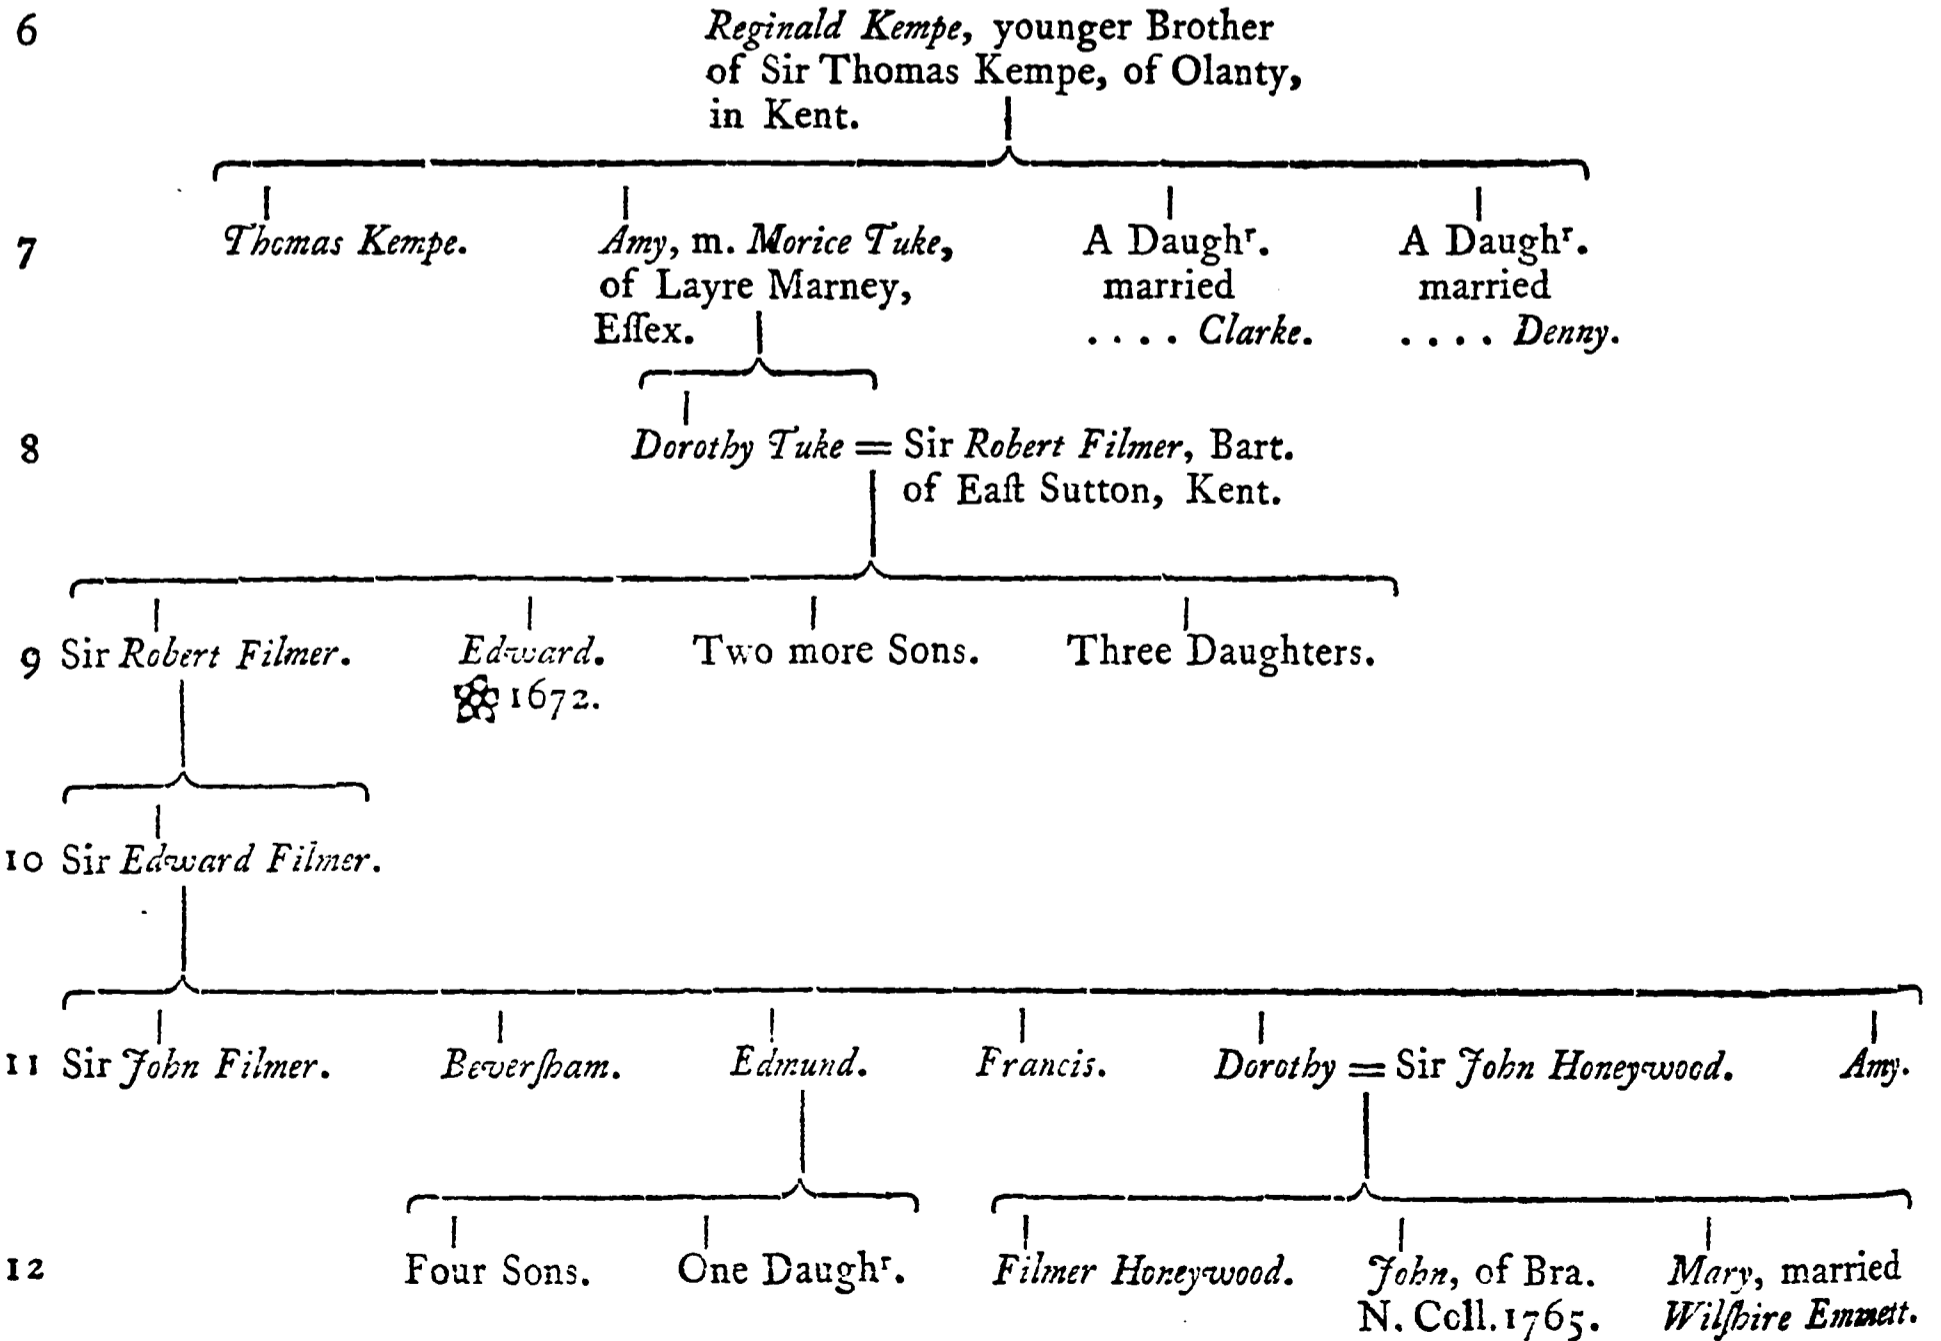 6
Reginald Kempe, younger Brother
of Sir Thomas Kempe, of Olanty,
in Kent.
7
Thomas Kempe.
Amy, m. Morice Tuke,
of Layre Marney,
Eſſex.
A Daughʳ.
married
.... Clarke.
A Daughʳ.
married
.... Denny.
8
Dorothy Tuke = Sir Robert Filmer, Bart.
of Eaſt Sutton, Kent.
9 Sir Robert Filmer.
Edward.
1672.
Two more Sons.
Three Daughters.
10 Sir Edward Filmer.
11 Sir John Filmer.
Beverſham.
Edmund.
Francis.
Dorothy = Sir John Honeywood.
Amy.
12
Four Sons.
One Daughʳ.
Filmer Honeywood.
John, of Bra.
N. Coll. 1765.
Mary, married
Wilſhire Emmett.